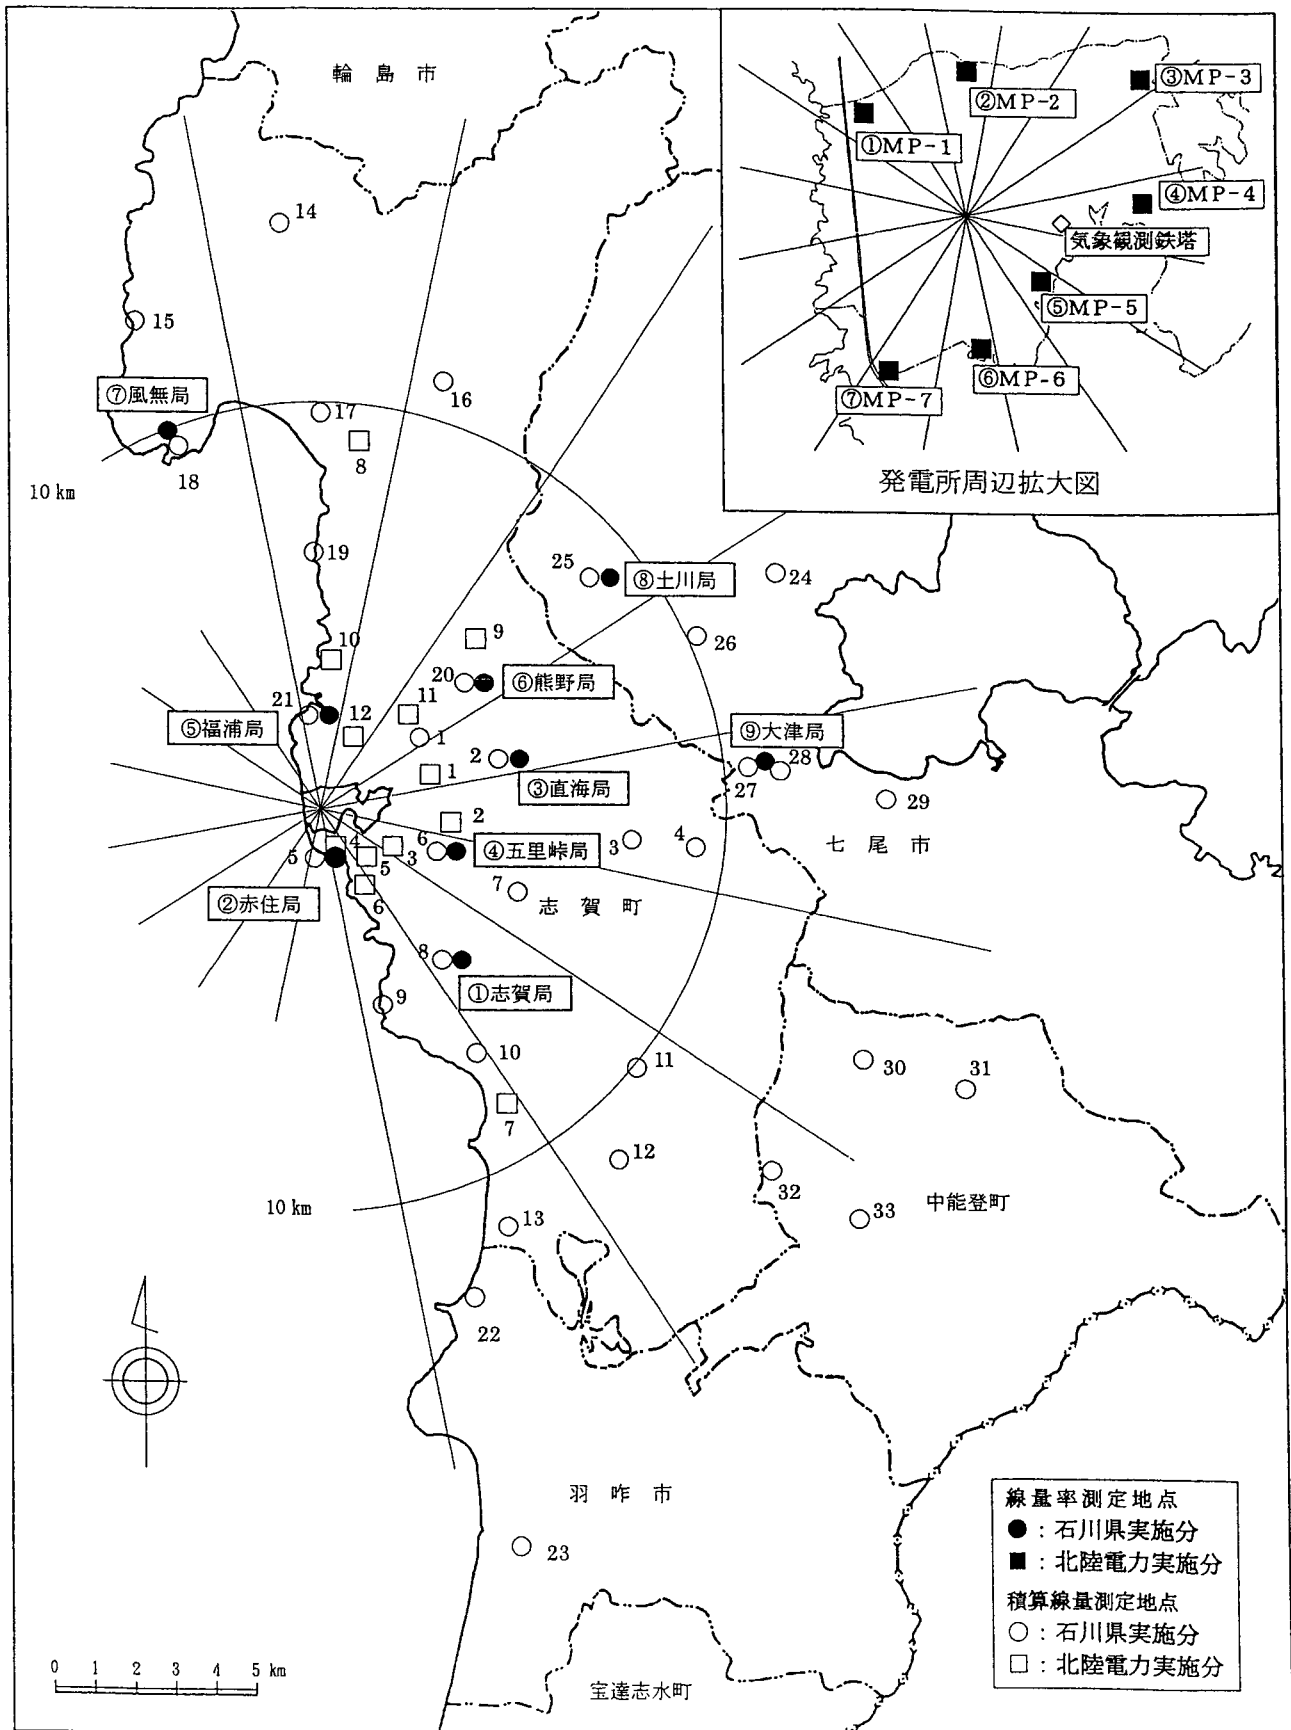 輪島市
③MP-3
②MP-2
①MP-1
④MP-4
気象観測鉄塔
⑤MP-5
⑥MP-6
⑦MP-7
発電所周辺拡大図
14
15
⑦風無局
16
17
8
18
10 km
19
25
⑧土川局
24
26
9
10
20
⑥熊野局
21
11
⑤福浦局
12
1
⑨大津局
2
28
③直海局
1
27
29
2
4
6
④五里峠局
3
4
七尾市
5
3
5
7
志賀町
②赤住局
6
8
①志賀局
9
10
11
30
31
7
12
32
中能登町
10 km
33
13
22
羽咋市
23
宝達志水町
0 1 2 3 4 5 km
線量率測定地点
● : 石川県実施分
■ : 北陸電力実施分
積算線量測定地点
○ : 石川県実施分
□ : 北陸電力実施分